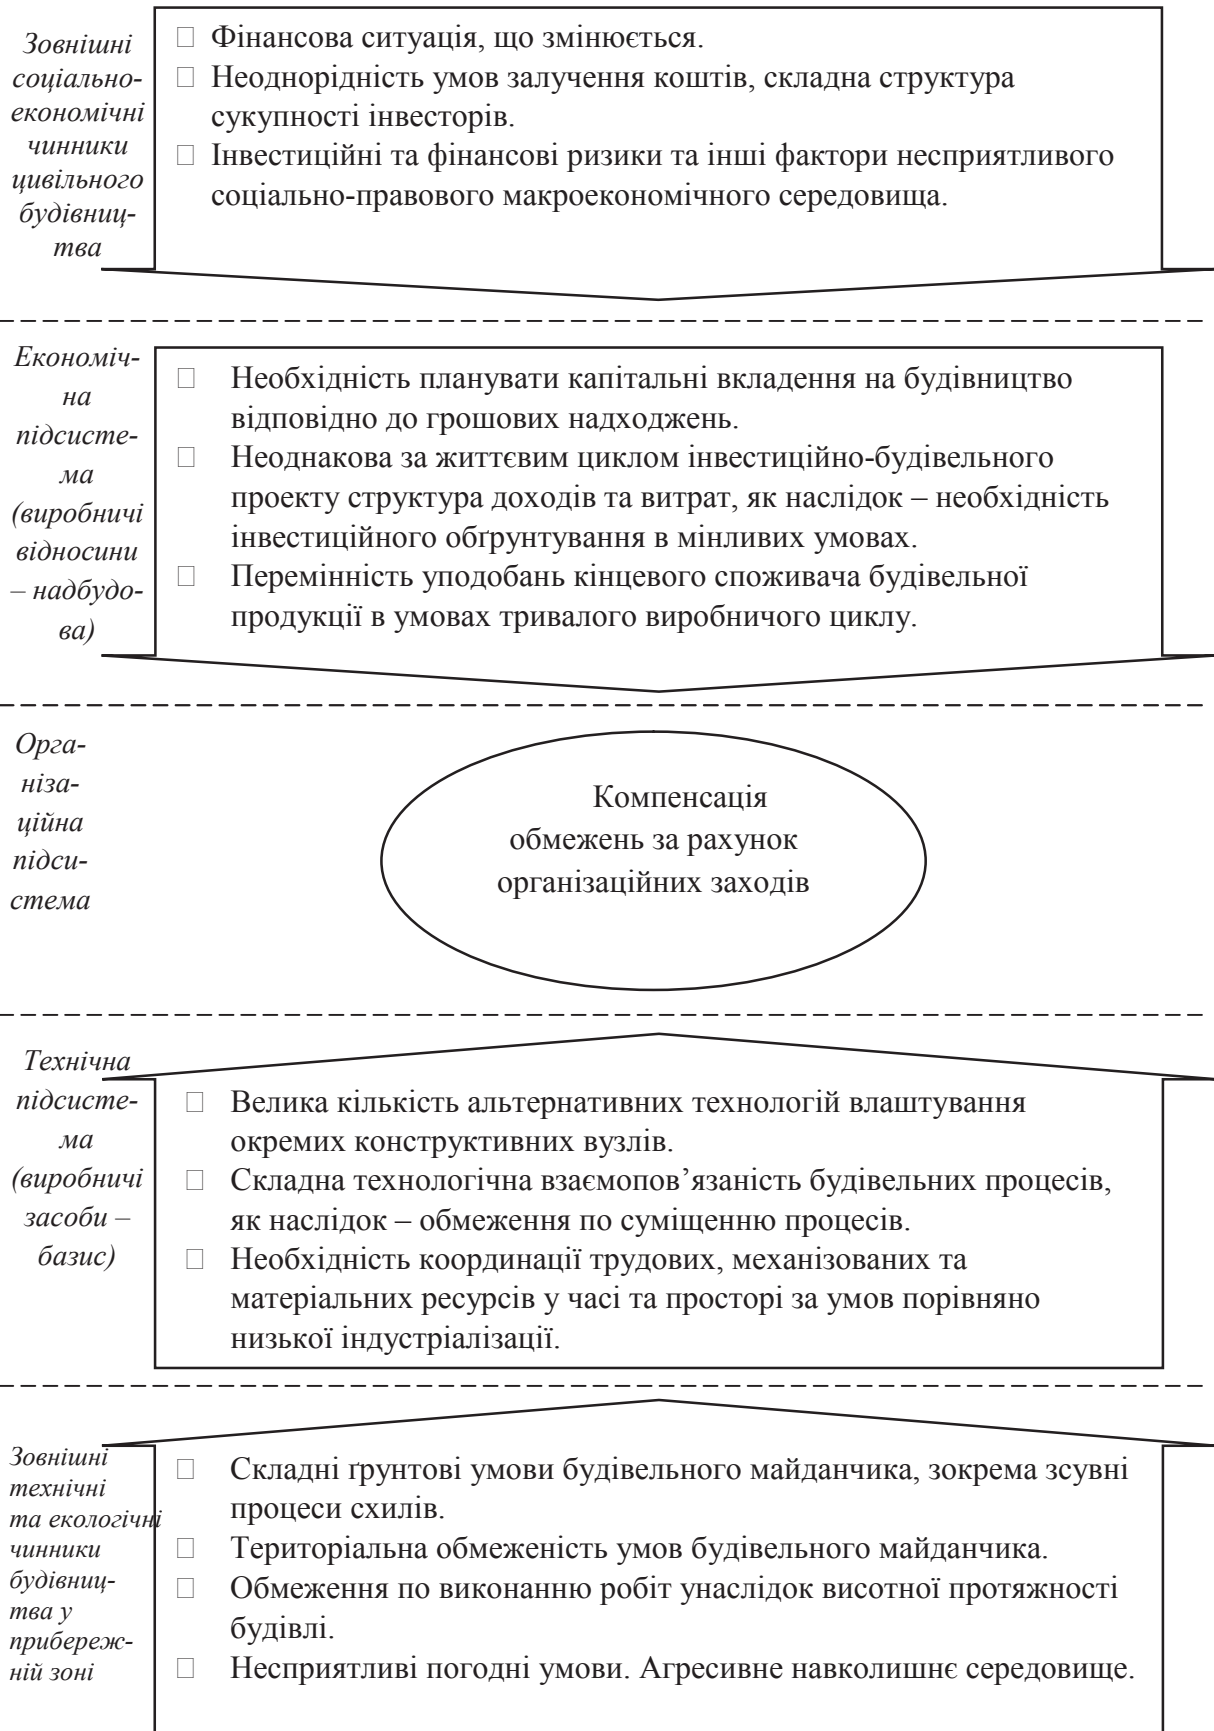 Зовнішні
соціально-
економічні
чинники
цивільного
будівниц-
тва
□ Фінансова ситуація, що змінюється.
□ Неоднорідність умов залучення коштів, складна структура
сукупності інвесторів.
□ Інвестиційні та фінансові ризики та інші фактори несприятливого
соціально-правового макроекономічного середовища.
Економіч-
на
підсисте-
ма
(виробничі
відносини
– надбудо-
ва)
□ Необхідність планувати капітальні вкладення на будівництво
відповідно до грошових надходжень.
□ Неоднакова за життєвим циклом інвестиційно-будівельного
проекту структура доходів та витрат, як наслідок – необхідність
інвестиційного обґрунтування в мінливих умовах.
□ Перемінність уподобань кінцевого споживача будівельної
продукції в умовах тривалого виробничого циклу.
Орга-
ніза-
ційна
підси-
стема
Компенсація
обмежень за рахунок
організаційних заходів
Технічна
підсисте-
ма
(виробничі
засоби –
базис)
□ Велика кількість альтернативних технологій влаштування
окремих конструктивних вузлів.
□ Складна технологічна взаємопов’язаність будівельних процесів,
як наслідок – обмеження по суміщенню процесів.
□ Необхідність координації трудових, механізованих та
матеріальних ресурсів у часі та просторі за умов порівняно
низької індустріалізації.
Зовнішні
технічні
та екологічні
чинники
будівниц-
тва у
прибереж-
ній зоні
□ Складні ґрунтові умови будівельного майданчика, зокрема зсувні
процеси схилів.
□ Територіальна обмеженість умов будівельного майданчика.
□ Обмеження по виконанню робіт унаслідок висотної протяжності
будівлі.
□ Несприятливі погодні умови. Агресивне навколишнє середовище.